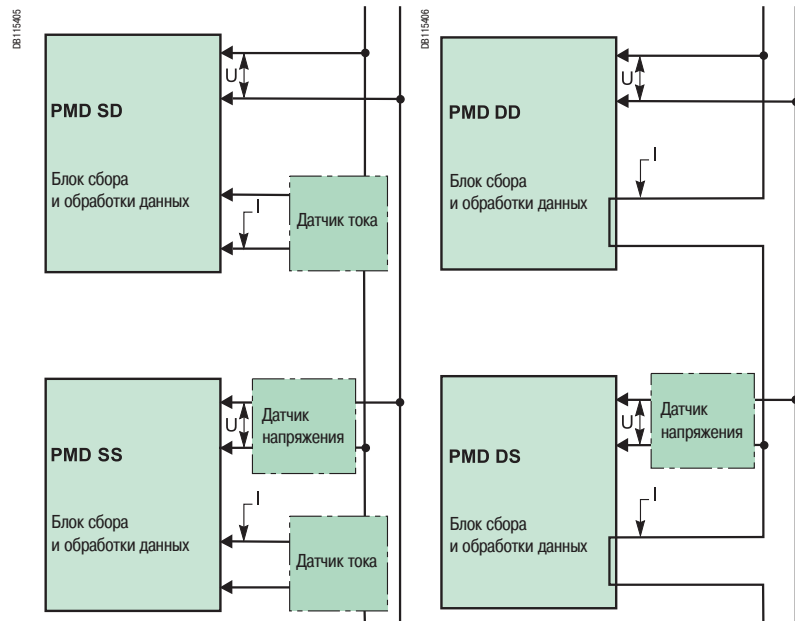 DB115405
U
PMD SD
Блок сбора
и обработки данных
I
Датчик тока
DB115406
U
PMD DD
Блок сбора
и обработки данных
I
U
Датчик
напряжения
PMD SS
Блок сбора
и обработки данных
I
Датчик тока
U
Датчик
напряжения
PMD DS
Блок сбора
и обработки данных
I